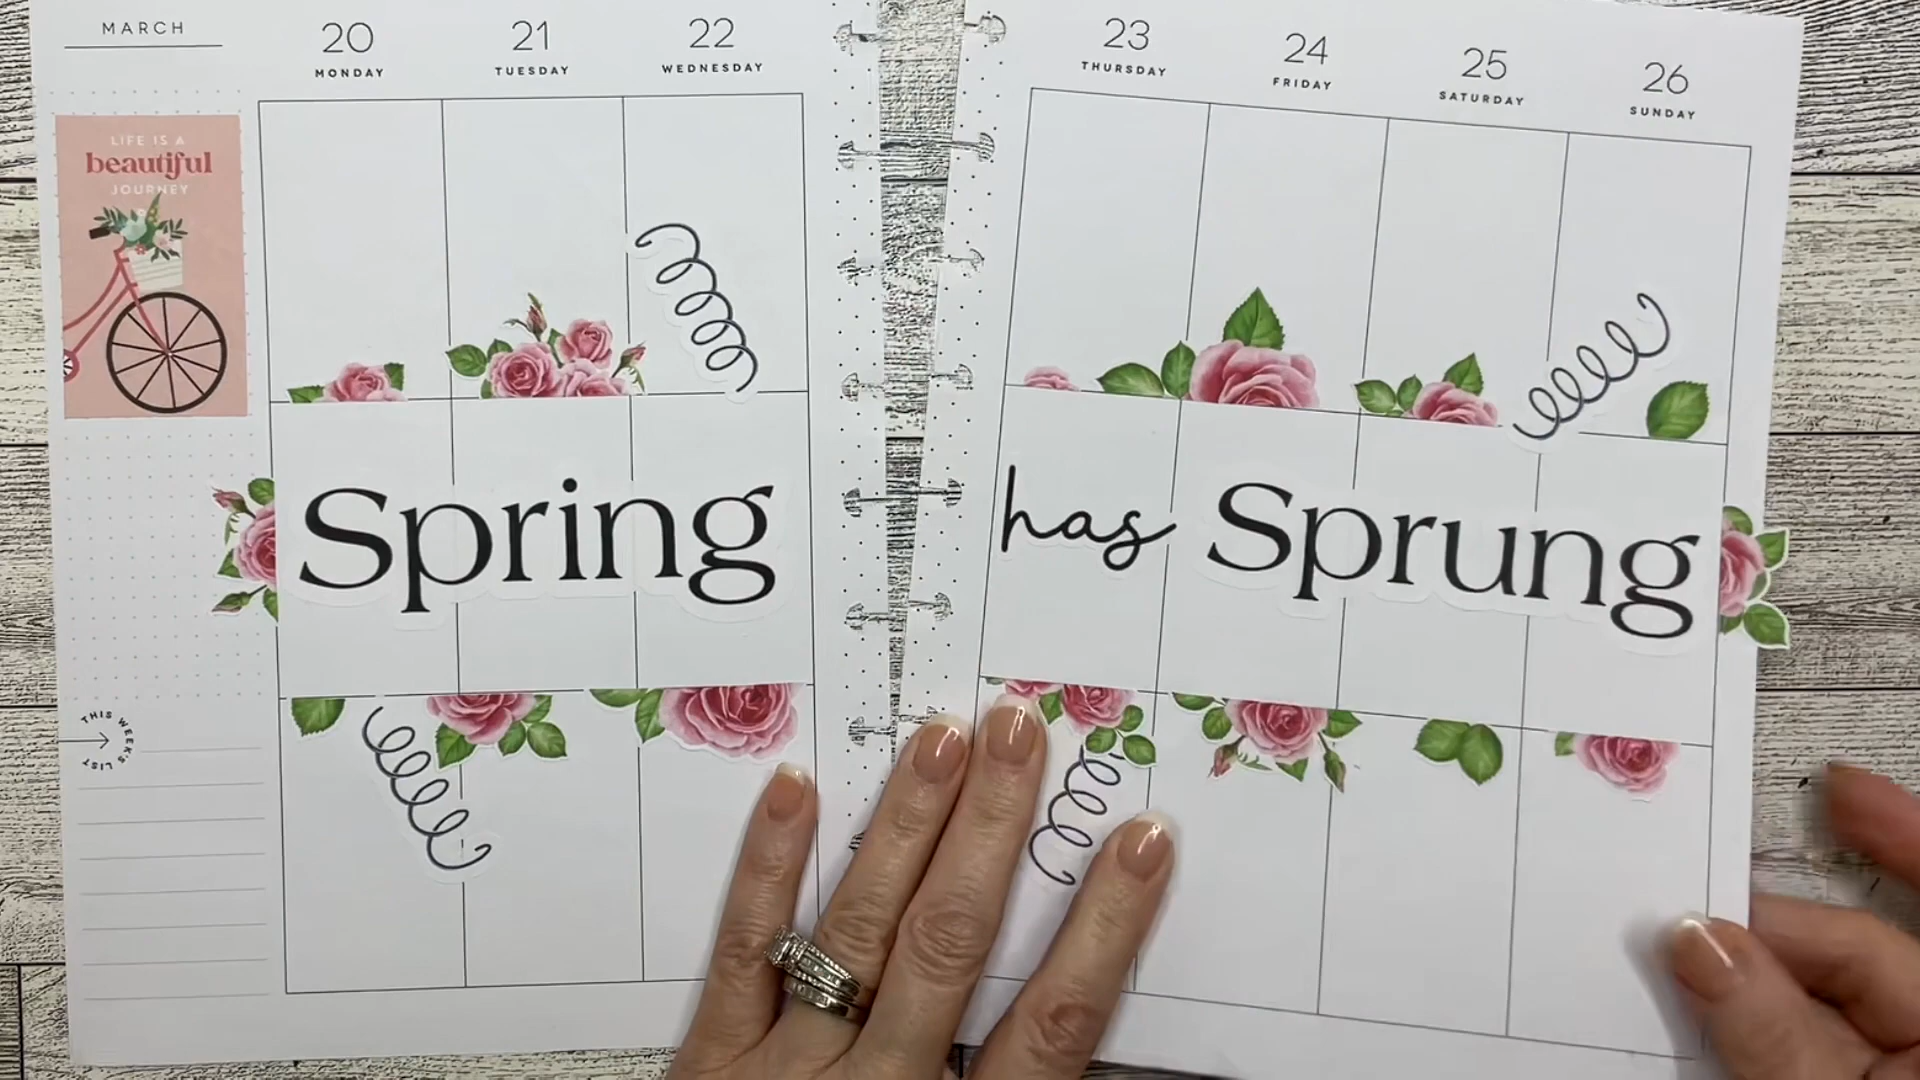 MARCH
20
MONDAY
21
TUESDAY
22
WEDNESDAY
23
THURSDAY
24
FRIDAY
25
SATURDAY
26
SUNDAY
LIFE IS A
beautiful
JOURNEY
Spring
has Sprung
THIS WEEK'S LIST